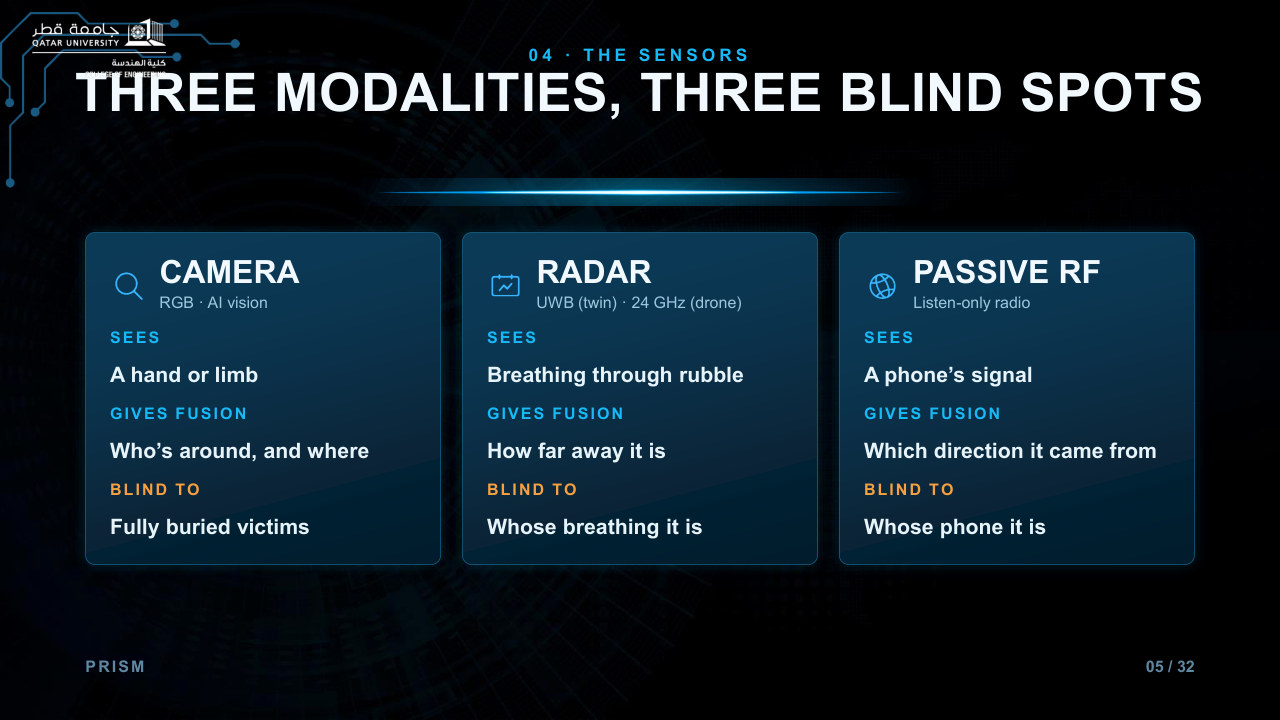 جامعة قطر
QATAR UNIVERSITY
كلية الهندسة
COLLEGE OF ENGINEERING
04 · THE SENSORS
THREE MODALITIES, THREE BLIND SPOTS
CAMERA
RGB · AI vision
SEES
A hand or limb
GIVES FUSION
Who’s around, and where
BLIND TO
Fully buried victims
RADAR
UWB (twin) · 24 GHz (drone)
SEES
Breathing through rubble
GIVES FUSION
How far away it is
BLIND TO
Whose breathing it is
PASSIVE RF
Listen-only radio
SEES
A phone’s signal
GIVES FUSION
Which direction it came from
BLIND TO
Whose phone it is
PRISM
05 / 32